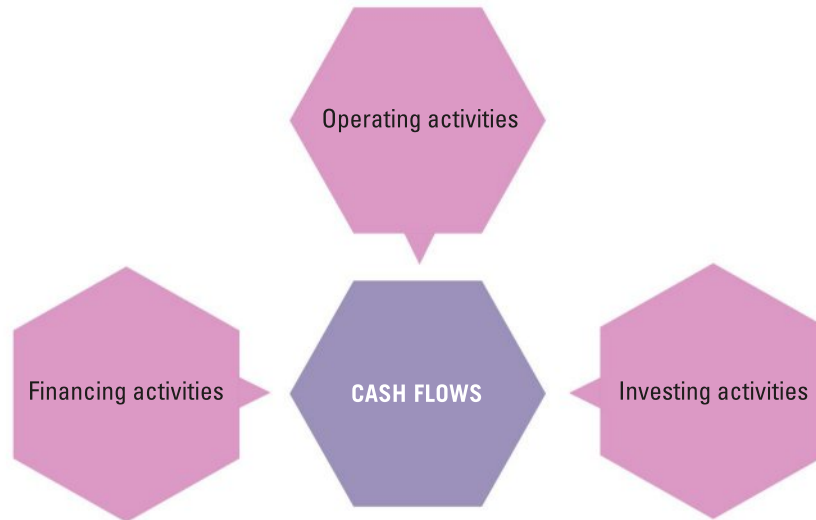 Operating activities
Financing activities
CASH FLOWS
Investing activities